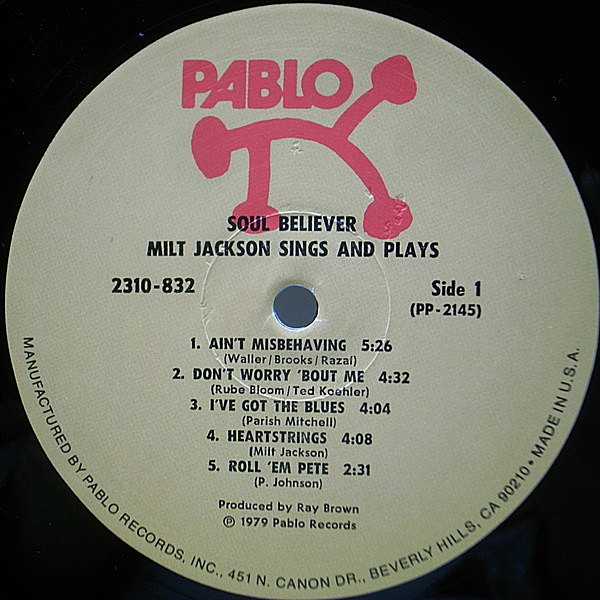 PABLO
SOUL BELIEVER
MILT JACKSON SINGS AND PLAYS
2310-832
Side 1
(PP-2145)
1. AIN'T MISBEHAVING 5:26
(Waller/Brooks/Razaf)
2. DON'T WORRY 'BOUT ME 4:32
(Rube Bloom/Ted Koehler)
3. I'VE GOT THE BLUES 4:04
(Parish Mitchell)
4. HEARTSTRINGS 4:08
(Milt Jackson)
5. ROLL 'EM PETE 2:31
(P. Johnson)
Produced by Ray Brown
℗ 1979 Pablo Records
MANUFACTURED BY PABLO RECORDS, INC., 451 N. CANON DR., BEVERLY HILLS, CA 90210 • MADE IN U.S.A.